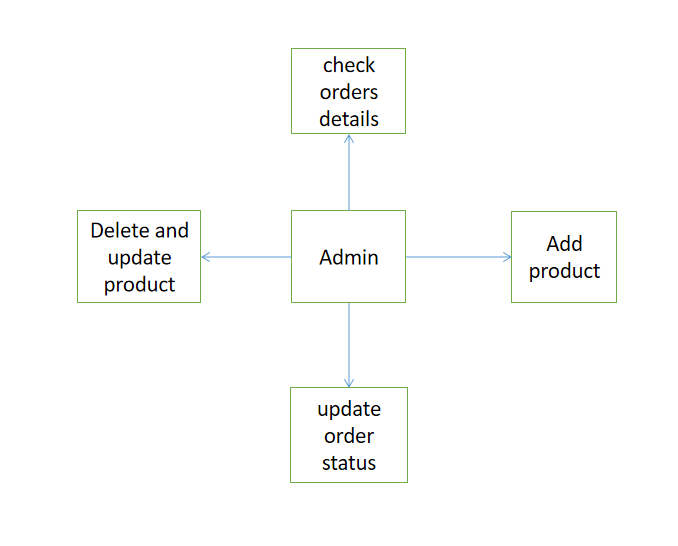 check
orders
details
Delete and
update
product
Admin
Add
product
update
order
status